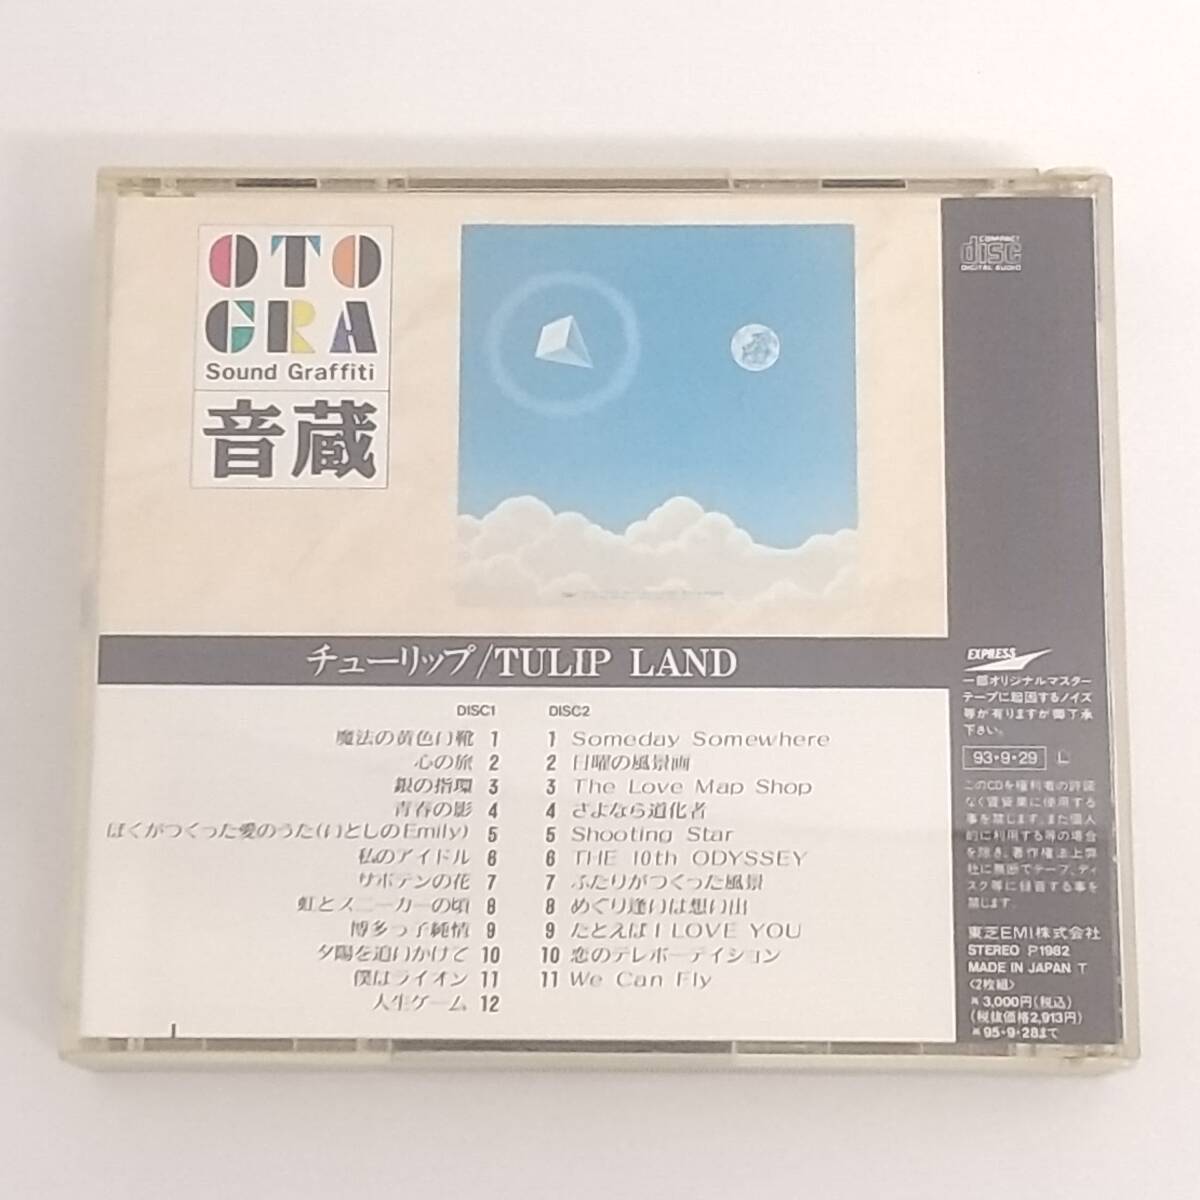 OTO
GRA
Sound Graffiti
音蔵
COMPACT
disc
DIGITAL AUDIO
チューリップ/TULIP LAND
DISC1
魔法の黄色い靴 1
心の旅 2
銀の指環 3
青春の影 4
ぼくがつくった愛のうた(いとしのEmily) 5
私のアイドル 6
サボテンの花 7
虹とスニーカーの頃 8
博多っ子純情 9
夕陽を追いかけて 10
僕はライオン 11
人生ゲーム 12
DISC2
1 Someday Somewhere
2 日曜の風景画
3 The Love Map Shop
4 さよなら道化者
5 Shooting Star
6 THE 10th ODYSSEY
7 ふたりがつくった風景
8 めぐり逢いは想い出
9 たとえば I LOVE YOU
10 恋のテレポーテイション
11 We Can Fly
EXPRESS
一部オリジナルマスター
テープに起因するノイズ
等が有りますが御了承
下さい。
93・9・29 L
このCDを権利者の許諾
なく賃貸業に使用する
事を禁じます。また個人
的に利用する等の場合
を除き、著作権法上弊
社に無断でテープ、ディ
スク等に録音する事を
禁じます。
東芝EMI株式会社
STEREO P1982
MADE IN JAPAN T
〈2枚組〉
3,000円(税込)
(税抜価格2,913円)
95・9・28まで